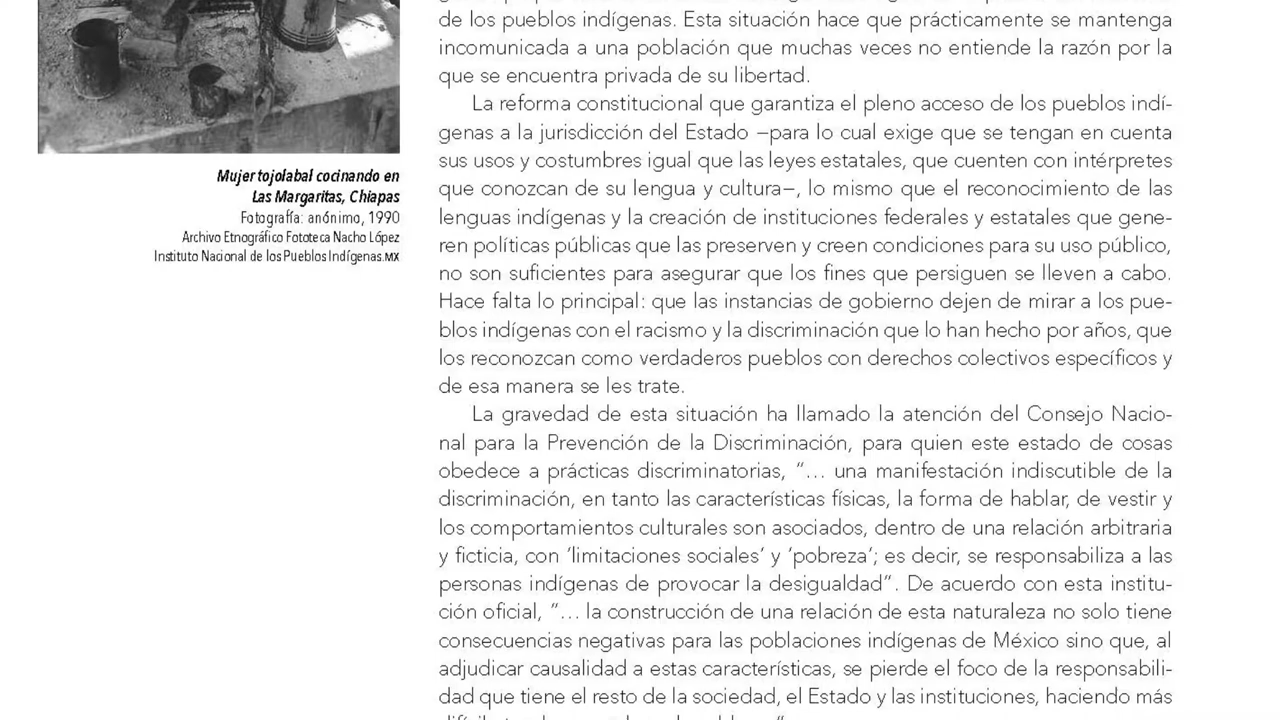 Mujer tojolabal cocinando en
Las Margaritas, Chiapas
Fotografía: anónimo, 1990
Archivo Etnográfico Fototeca Nacho López
Instituto Nacional de los Pueblos Indígenas.MX
de los pueblos indígenas. Esta situación hace que prácticamente se mantenga
incomunicada a una población que muchas veces no entiende la razón por la
que se encuentra privada de su libertad.
La reforma constitucional que garantiza el pleno acceso de los pueblos indí-
genas a la jurisdicción del Estado –para lo cual exige que se tengan en cuenta
sus usos y costumbres igual que las leyes estatales, que cuenten con intérpretes
que conozcan de su lengua y cultura–, lo mismo que el reconocimiento de las
lenguas indígenas y la creación de instituciones federales y estatales que gene-
ren políticas públicas que las preserven y creen condiciones para su uso público,
no son suficientes para asegurar que los fines que persiguen se lleven a cabo.
Hace falta lo principal: que las instancias de gobierno dejen de mirar a los pue-
blos indígenas con el racismo y la discriminación que lo han hecho por años, que
los reconozcan como verdaderos pueblos con derechos colectivos específicos y
de esa manera se les trate.
La gravedad de esta situación ha llamado la atención del Consejo Nacio-
nal para la Prevención de la Discriminación, para quien este estado de cosas
obedece a prácticas discriminatorias, “… una manifestación indiscutible de la
discriminación, en tanto las características físicas, la forma de hablar, de vestir y
los comportamientos culturales son asociados, dentro de una relación arbitraria
y ficticia, con ‘limitaciones sociales’ y ‘pobreza’; es decir, se responsabiliza a las
personas indígenas de provocar la desigualdad”. De acuerdo con esta institu-
ción oficial, “… la construcción de una relación de esta naturaleza no solo tiene
consecuencias negativas para las poblaciones indígenas de México sino que, al
adjudicar causalidad a estas características, se pierde el foco de la responsabili-
dad que tiene el resto de la sociedad, el Estado y las instituciones, haciendo más